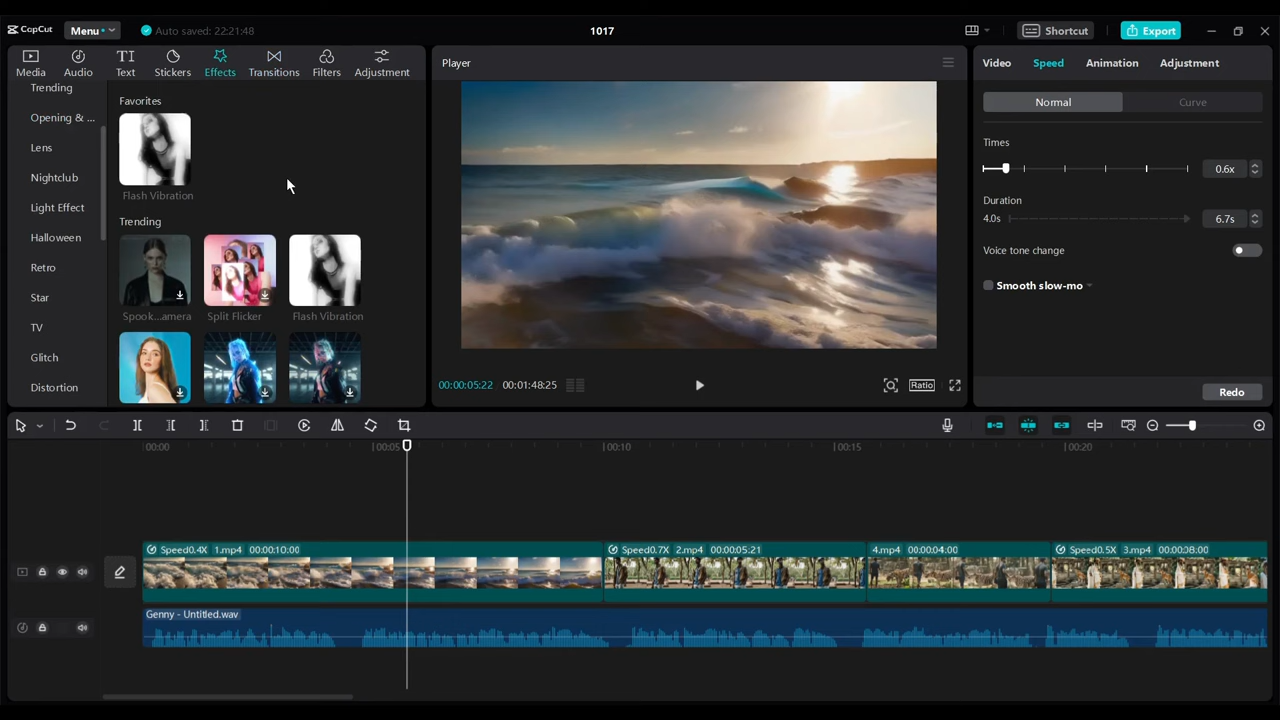 CapCut
Menu
Auto saved: 22:21:48
1017
Shortcut
Export
Media
Audio
Text
Stickers
Effects
Transitions
Filters
Adjustment
Trending
Opening & ...
Lens
Nightclub
Light Effect
Halloween
Retro
Star
TV
Glitch
Distortion
Favorites
Flash Vibration
Trending
Spook...amera
Split Flicker
Flash Vibration
Player
00:00:05:22
00:01:48:25
Ratio
Video
Speed
Animation
Adjustment
Normal
Curve
Times
0.6x
Duration
4.0s
6.7s
Voice tone change
Smooth slow-mo
Redo
00:00
00:05
00:10
00:15
00:20
Speed0.4X 1.mp4 00:00:10:00
Speed0.7X 2.mp4 00:00:05:21
4.mp4 00:00:04:00
Speed0.5X 3.mp4 00:00:08:00
Genny - Untitled.wav